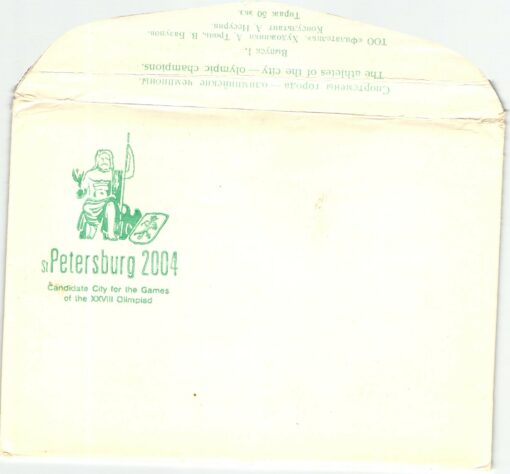 Спортсмены города — олимпийские чемпионы.
The athletes of the city — olympic champions.
Выпуск 1.
ТОО «Филателия». Художники А. В.
Консультант А.
Тираж 50 экз.
St Petersburg 2004
Candidate City for the Games
of the XXVIII Olimpiad